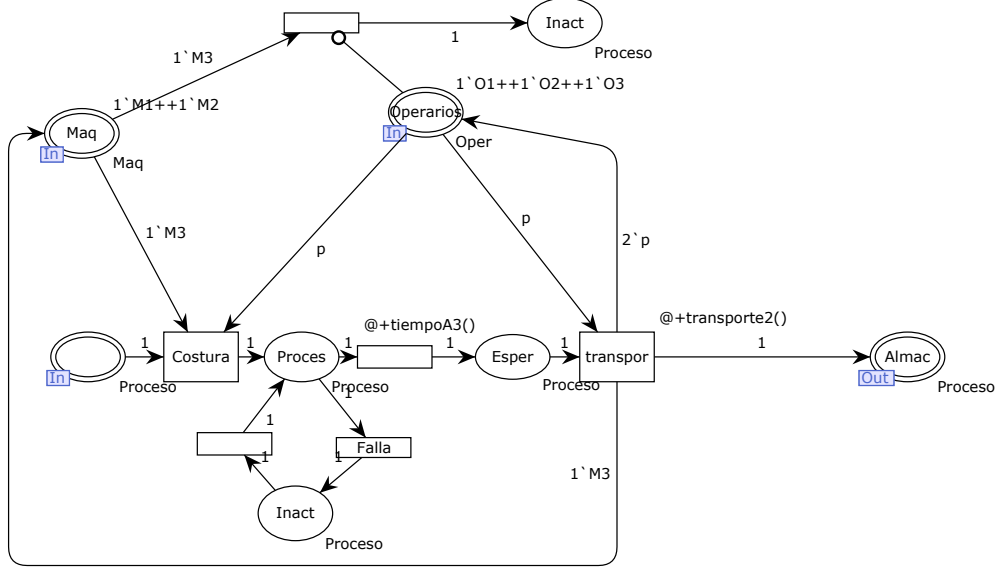 Inact
1
Proceso
1`M3
1`O1++1`O2++1`O3
1`M1++1`M2
Maq
Operarios
In
In
Oper
Maq
p
1`M3
2`p
p
@+transporte2()
@+tiempoA3()
1
1
1
1
1
1
Costura
Proces
Esper
transpor
Almac
In
Out
Proceso
Proceso
Proceso
Proceso
1
1
Falla
1
1
1`M3
Inact
Proceso